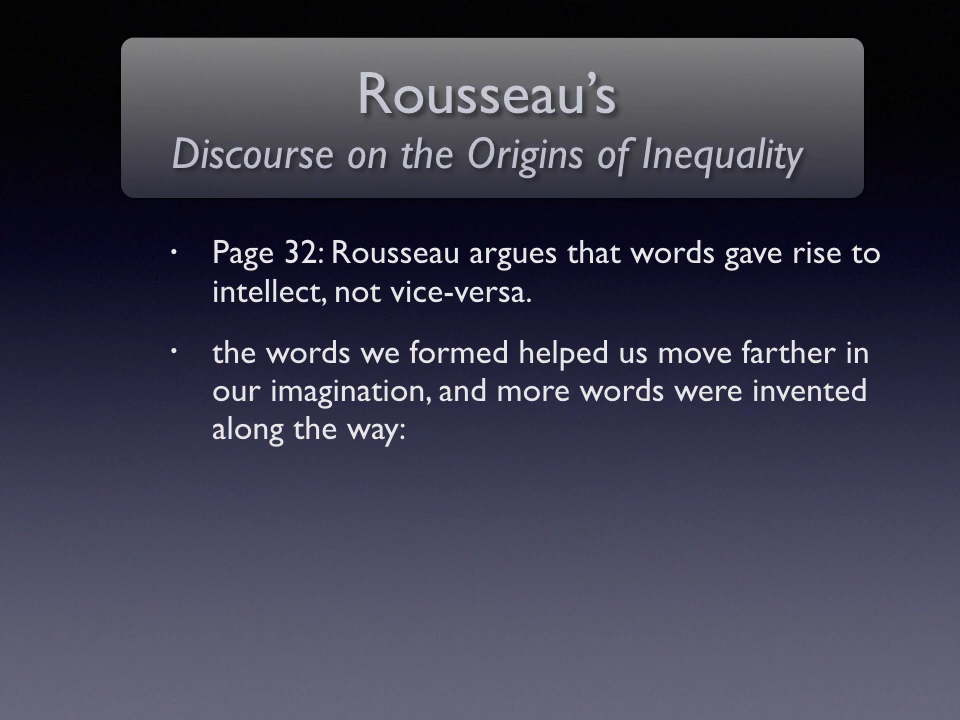 Rousseau’s
Discourse on the Origins of Inequality
• Page 32: Rousseau argues that words gave rise to
intellect, not vice-versa.
• the words we formed helped us move farther in
our imagination, and more words were invented
along the way: